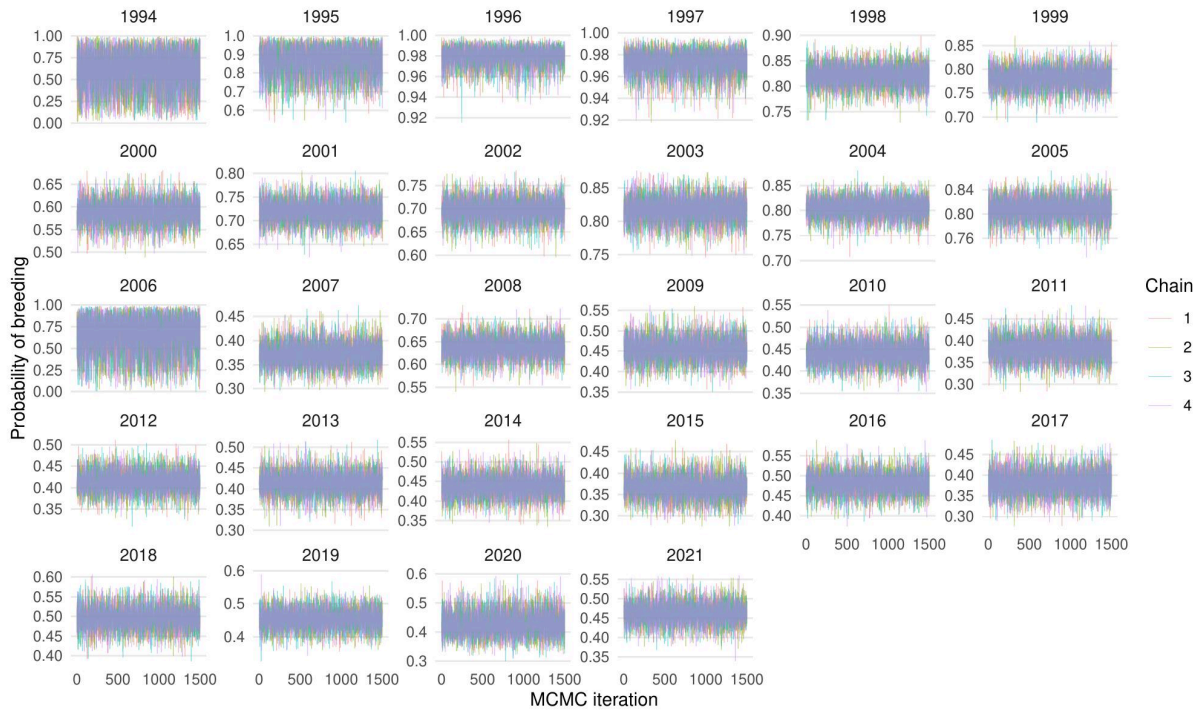 1994 1995 1996 1997 1998 1999
1.00 0.75 0.50 0.25 0.00
1.0 0.9 0.8 0.7 0.6
1.00 0.98 0.96 0.94 0.92
1.00 0.98 0.96 0.94 0.92
0.90 0.85 0.80 0.75
0.85 0.80 0.75 0.70
2000 2001 2002 2003 2004 2005
0.65 0.60 0.55 0.50
0.80 0.75 0.70 0.65
0.75 0.70 0.65 0.60
0.85 0.80 0.75
0.85 0.80 0.75 0.70
0.84 0.80 0.76
Probability of breeding
2006 2007 2008 2009 2010 2011
1.00 0.75 0.50 0.25 0.00
0.45 0.40 0.35 0.30
0.70 0.65 0.60 0.55
0.55 0.50 0.45 0.40 0.35
0.55 0.50 0.45 0.40 0.35
0.45 0.40 0.35 0.30
Chain
1
2
3
4
2012 2013 2014 2015 2016 2017
0.50 0.45 0.40 0.35
0.50 0.45 0.40 0.35 0.30
0.55 0.50 0.45 0.40 0.35
0.45 0.40 0.35 0.30
0.55 0.50 0.45 0.40
0.45 0.40 0.35 0.30
0 500 1000 1500 0 500 1000 1500
2018 2019 2020 2021
0.60 0.55 0.50 0.45 0.40
0.6 0.5 0.4
0.6 0.5 0.4 0.3
0.55 0.50 0.45 0.40 0.35
0 500 1000 1500 0 500 1000 1500 0 500 1000 1500 0 500 1000 1500
MCMC iteration